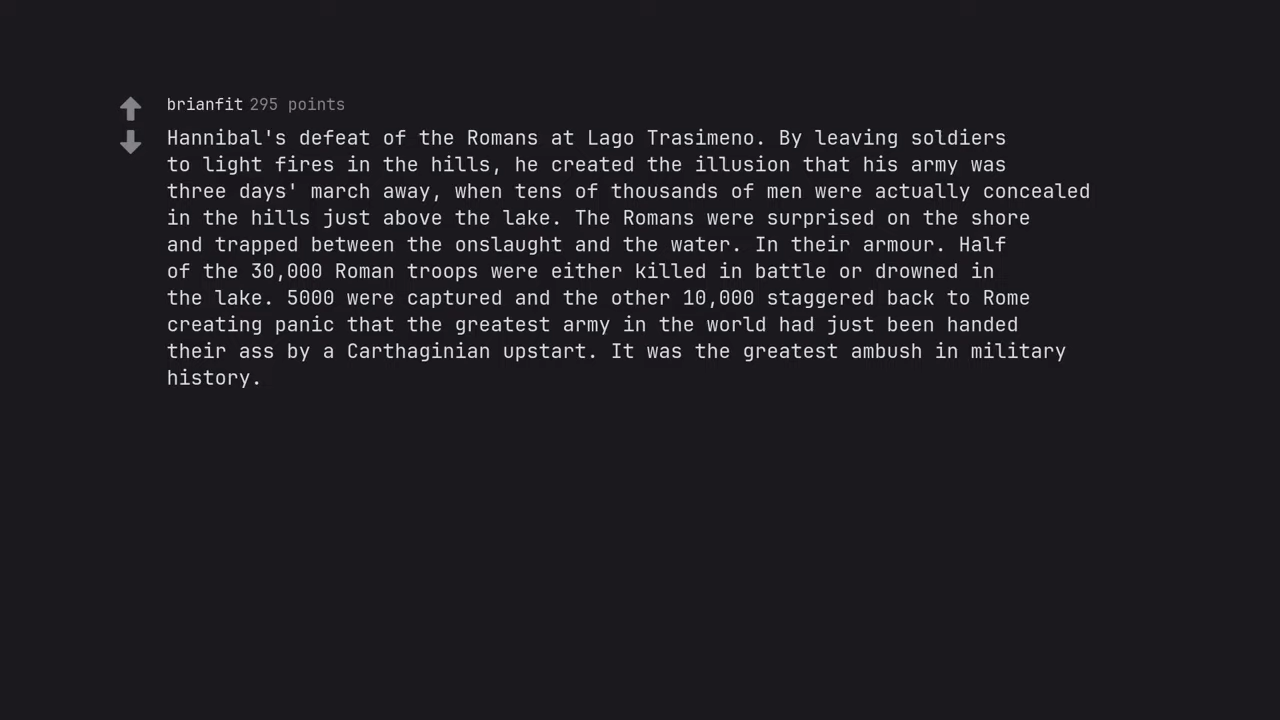 brianfit 295 points
Hannibal's defeat of the Romans at Lago Trasimeno. By leaving soldiers
to light fires in the hills, he created the illusion that his army was
three days' march away, when tens of thousands of men were actually concealed
in the hills just above the lake. The Romans were surprised on the shore
and trapped between the onslaught and the water. In their armour. Half
of the 30,000 Roman troops were either killed in battle or drowned in
the lake. 5000 were captured and the other 10,000 staggered back to Rome
creating panic that the greatest army in the world had just been handed
their ass by a Carthaginian upstart. It was the greatest ambush in military
history.